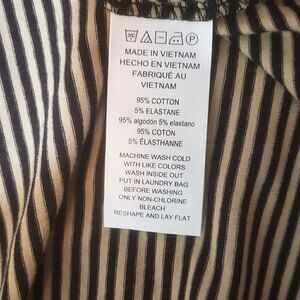 MADE IN VIETNAM
HECHO EN VIETNAM
FABRIQUÉ AU
VIETNAM
95% COTTON
5% ELASTANE
95% algodón 5% elastano
95% COTON
5% ÉLASTHANNE
MACHINE WASH COLD
WITH LIKE COLORS
WASH INSIDE OUT
PUT IN LAUNDRY BAG
BEFORE WASHING
ONLY NON-CHLORINE
BLEACH
RESHAPE AND LAY FLAT